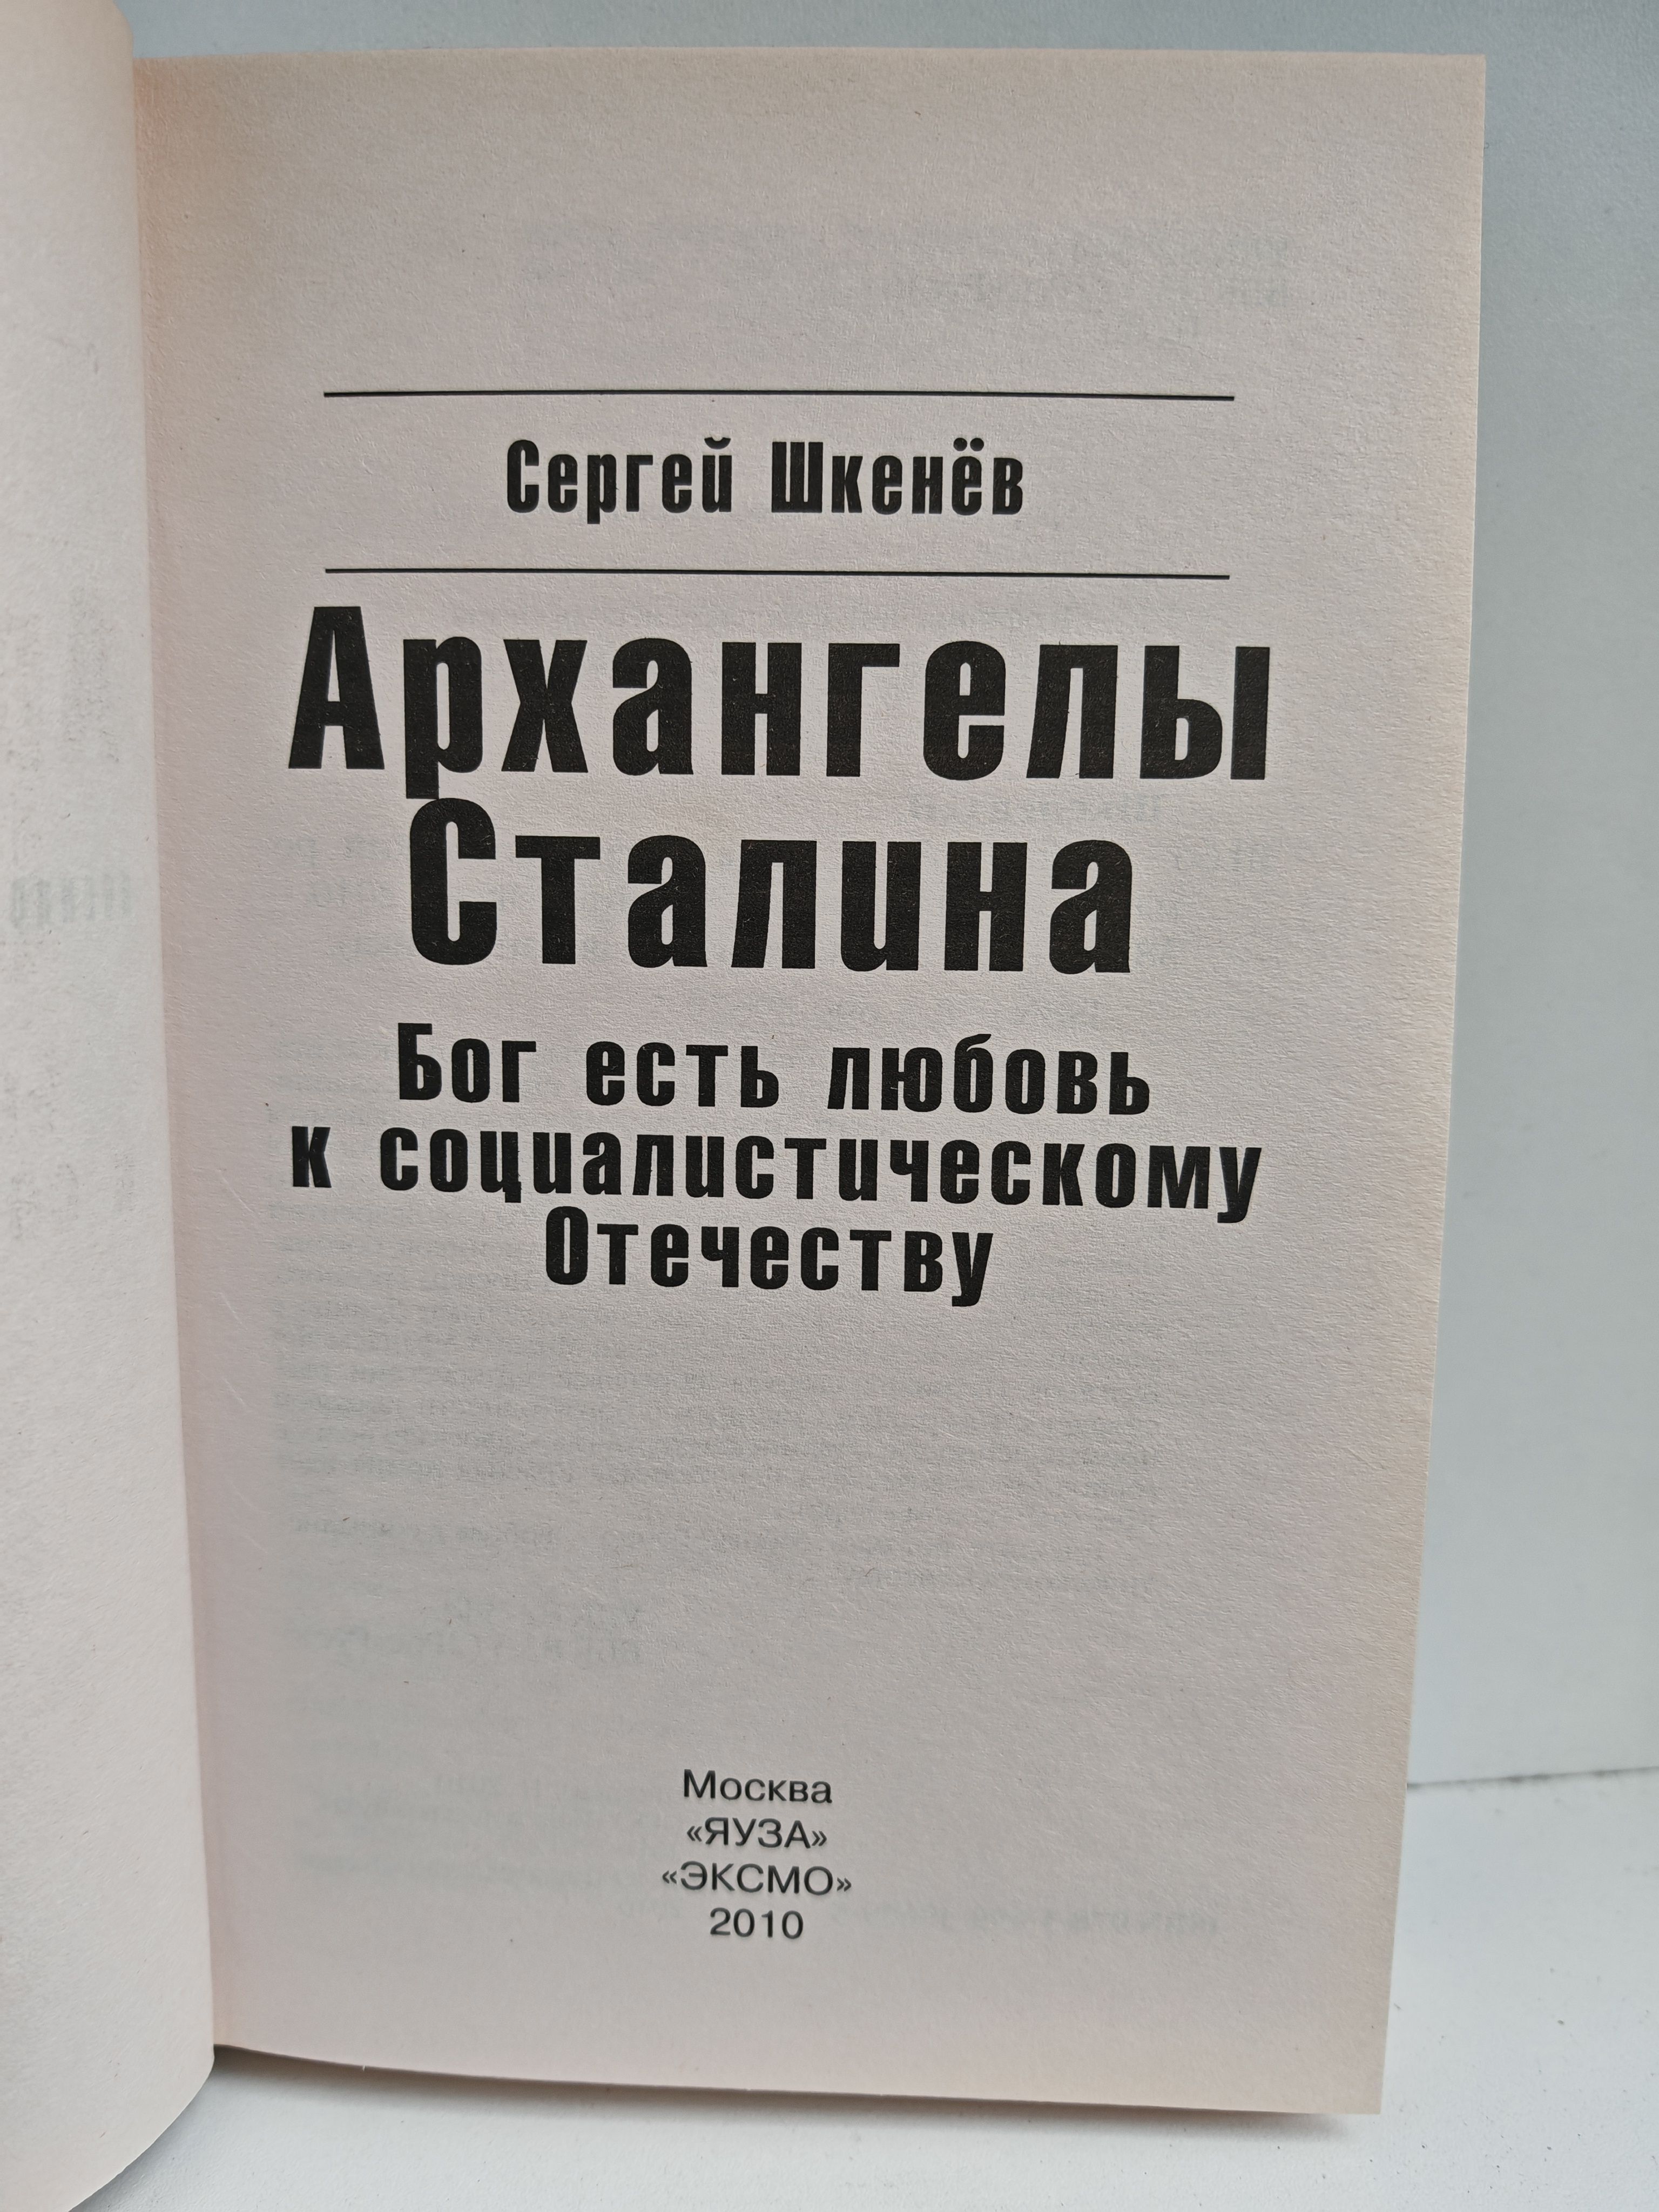 Сергей Шкенёв
Архангелы
Сталина
Бог есть любовь
к социалистическому
Отечеству
Москва
«ЯУЗА»
«ЭКСМО»
2010